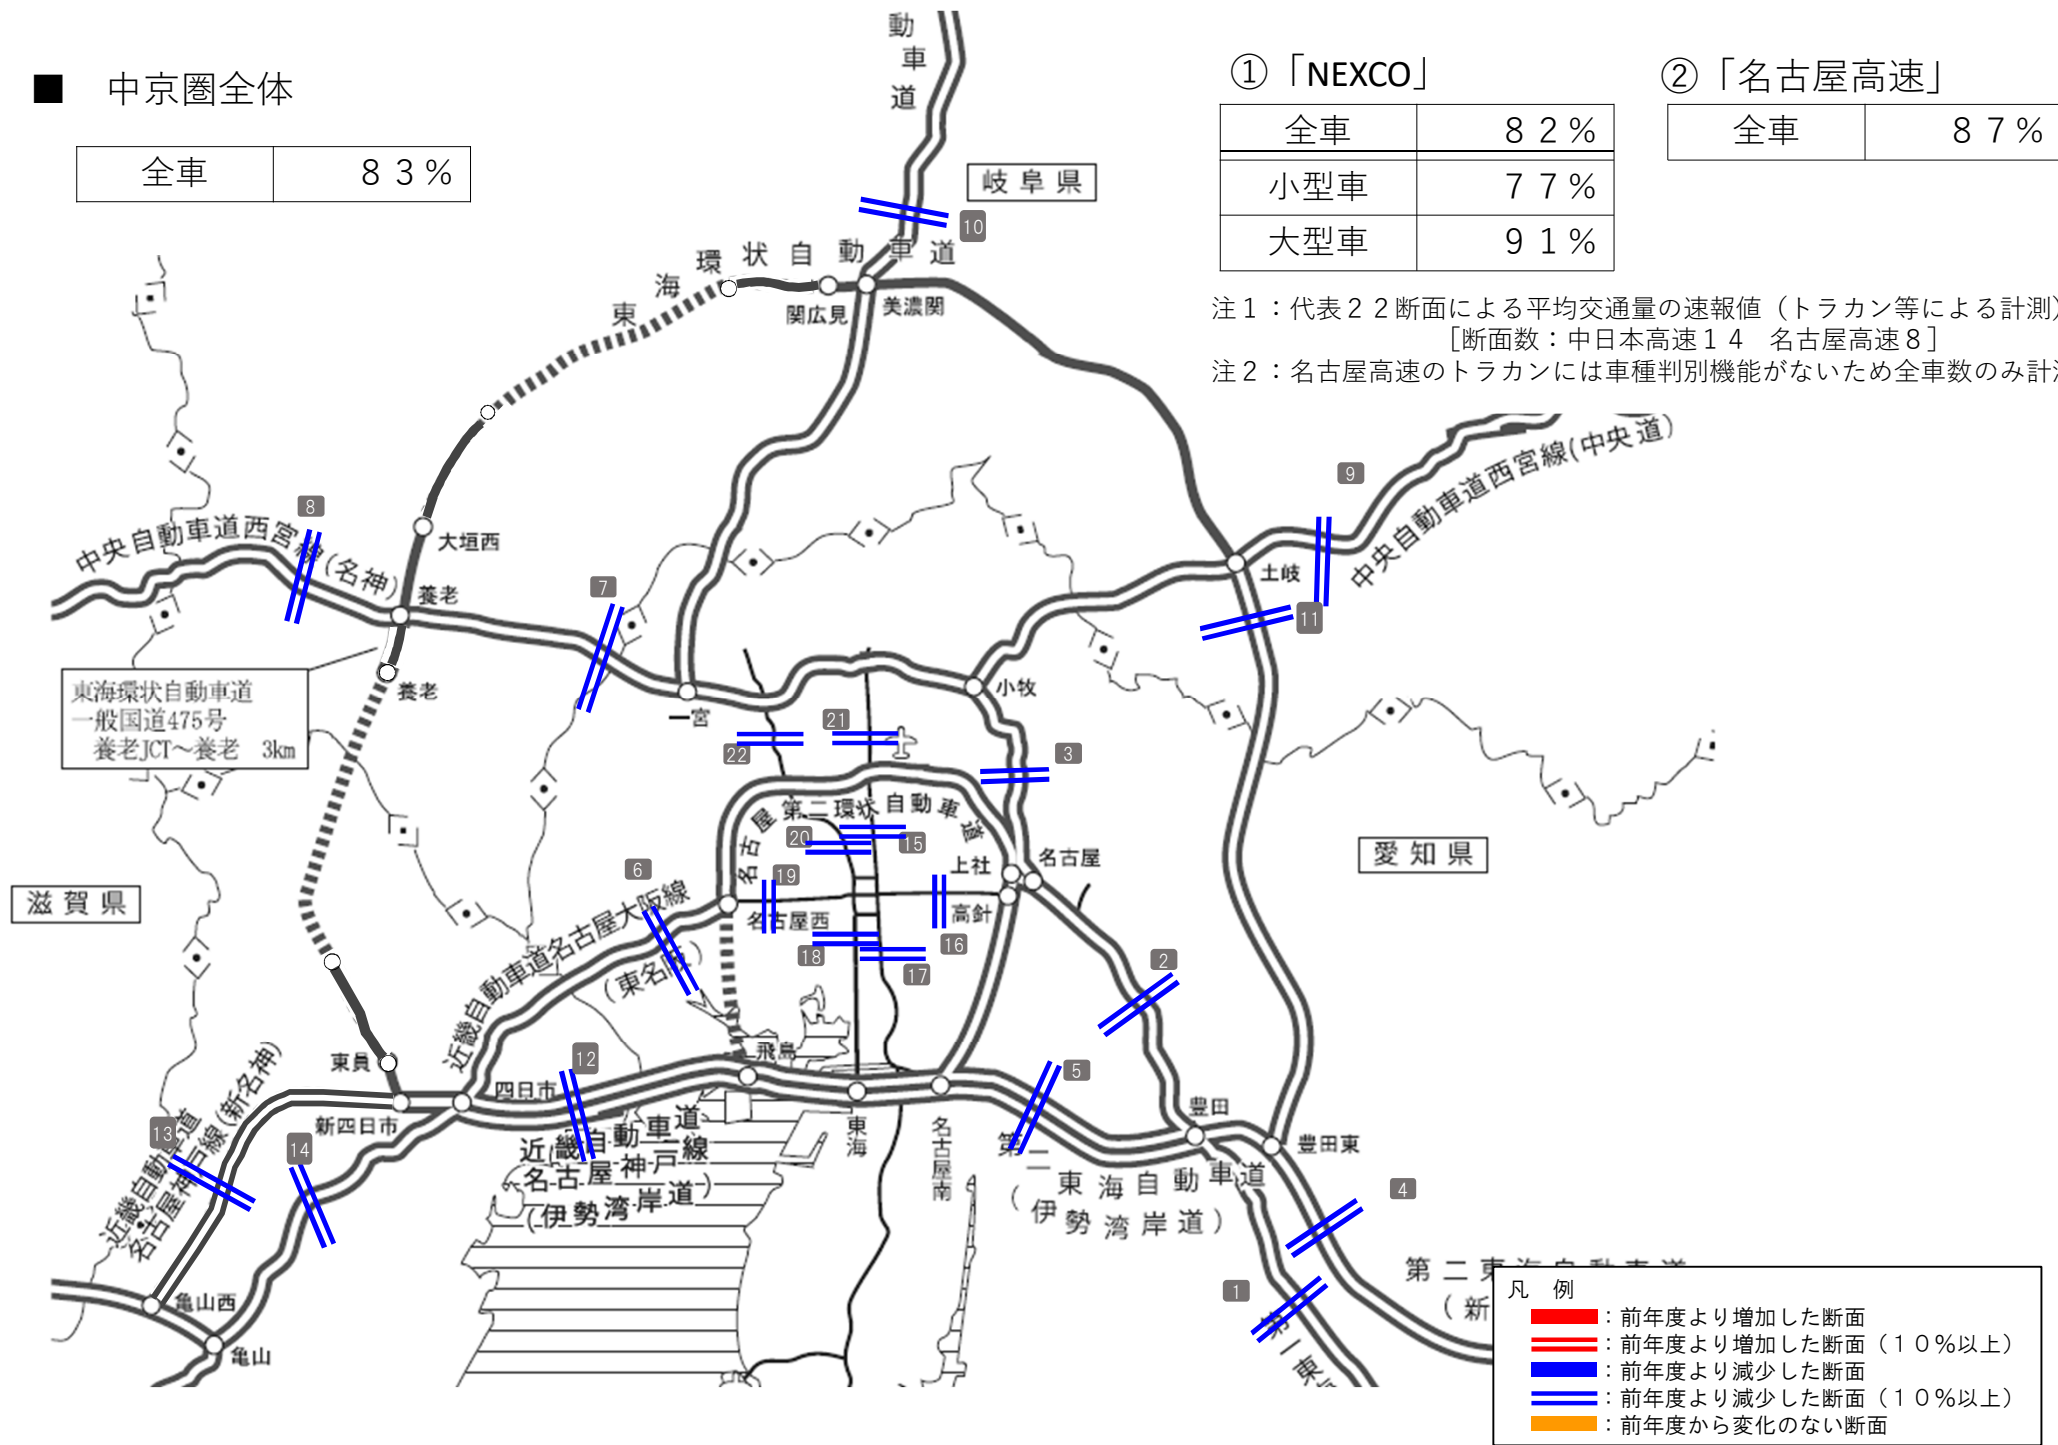 ■ 中京圏全体
全車 83%
①「NEXCO」
全車 82%
小型車 77%
大型車 91%
②「名古屋高速」
全車 87%
注1：代表22断面による平均交通量の速報値（トラカン等による計測）
［断面数：中日本高速14 名古屋高速8］
注2：名古屋高速のトラカンには車種判別機能がないため全車数のみ計
動車道
岐阜県
10
東海環状自動車道
関広見
美濃関
9
中央自動車道西宮線(中央道)
8
中央自動車道西宮線(名神)
大垣西
養老
7
土岐
11
養老
東海環状自動車道
一般国道475号
養老JCT～養老 3km
一宮
小牧
21
22
3
名古屋第二環状自動車道
20
15
上社
名古屋
愛知県
6
19
滋賀県
名古屋西
高針
16
18
17
2
近畿自動車道名古屋大阪線
（東名阪）
飛島
東員
12
四日市
5
新四日市
近畿自動車道
名古屋神戸線(新名神)
13
14
近畿自動車道
名古屋神戸線
（伊勢湾岸道）
東海
名古屋南
豊田
豊田東
第二東海自動車道
（伊勢湾岸道）
4
1
亀山西
亀山
第二東海自動車道
（新
第一東
凡 例
：前年度より増加した断面
：前年度より増加した断面（10%以上）
：前年度より減少した断面
：前年度より減少した断面（10%以上）
：前年度から変化のない断面